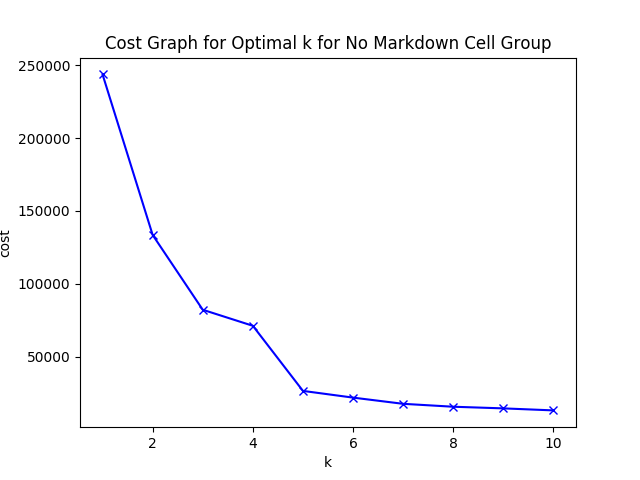 Cost Graph for Optimal k for No Markdown Cell Group
250000
200000
150000
100000
50000
cost
2 4 6 8 10
k